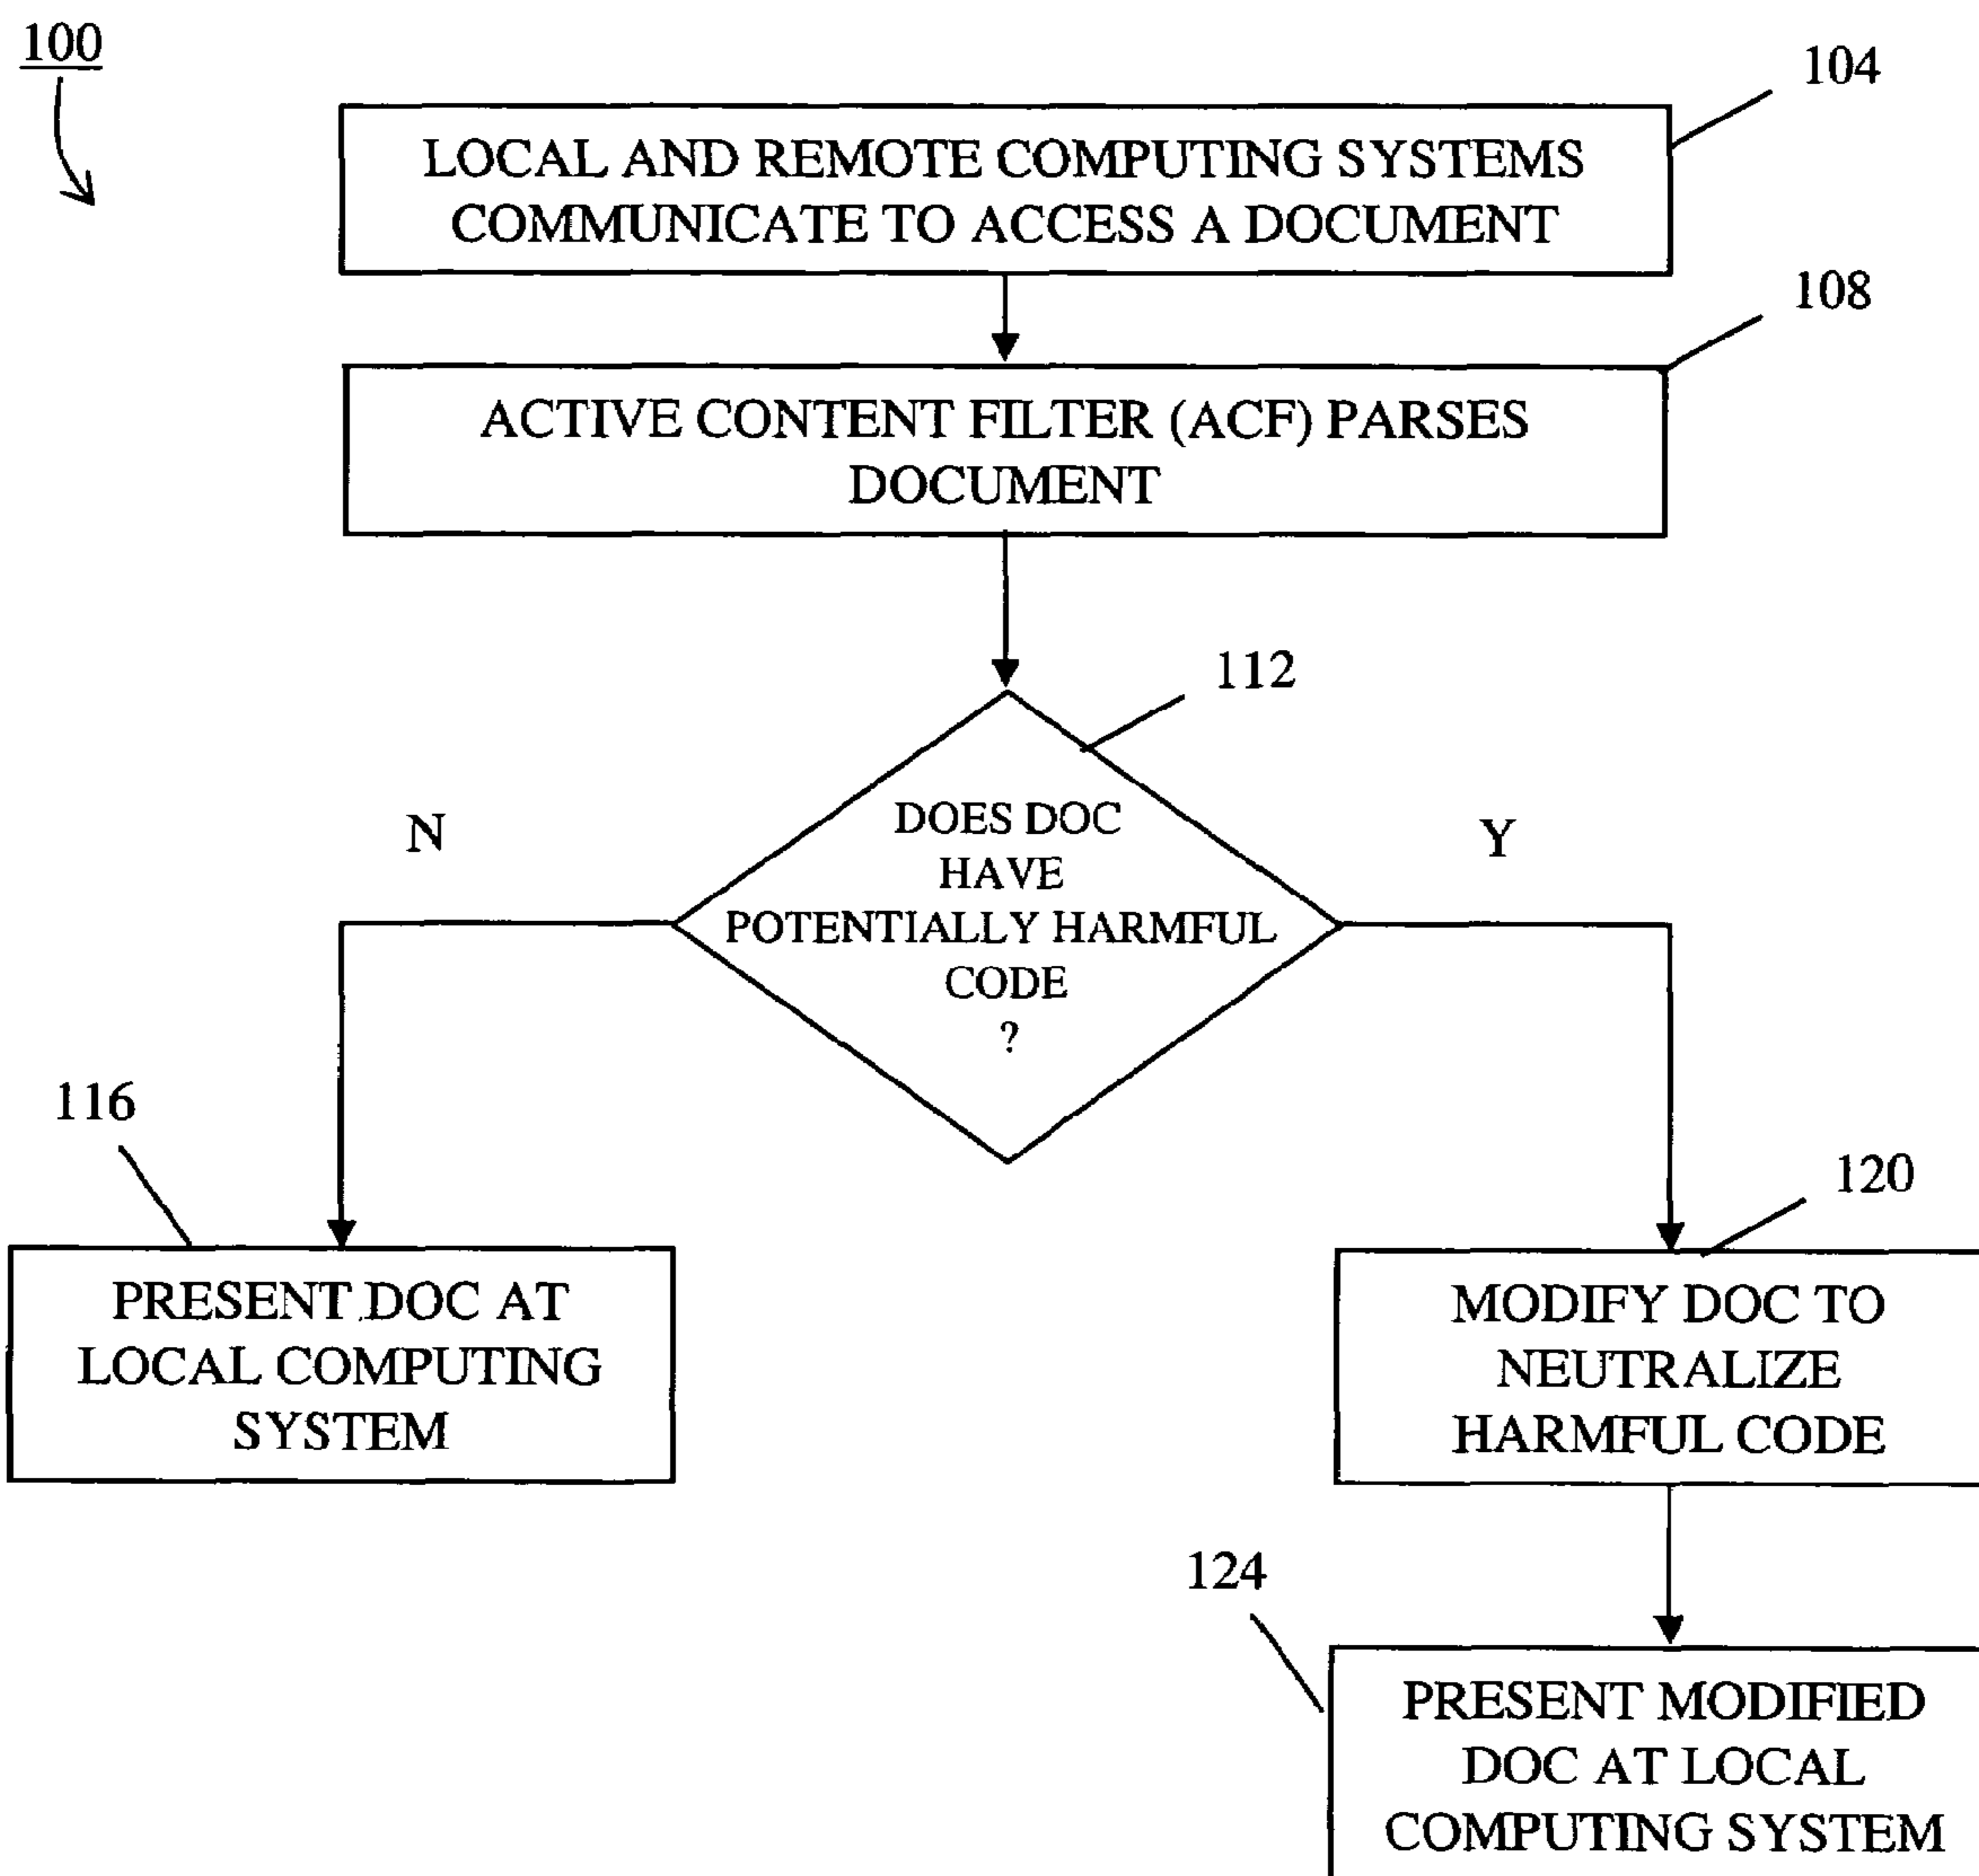 100
104
LOCAL AND REMOTE COMPUTING SYSTEMS
COMMUNICATE TO ACCESS A DOCUMENT
108
ACTIVE CONTENT FILTER (ACF) PARSES
DOCUMENT
112
DOES DOC
HAVE
POTENTIALLY HARMFUL
CODE
?
N
Y
116
PRESENT DOC AT
LOCAL COMPUTING
SYSTEM
120
MODIFY DOC TO
NEUTRALIZE
HARMFUL CODE
124
PRESENT MODIFIED
DOC AT LOCAL
COMPUTING SYSTEM